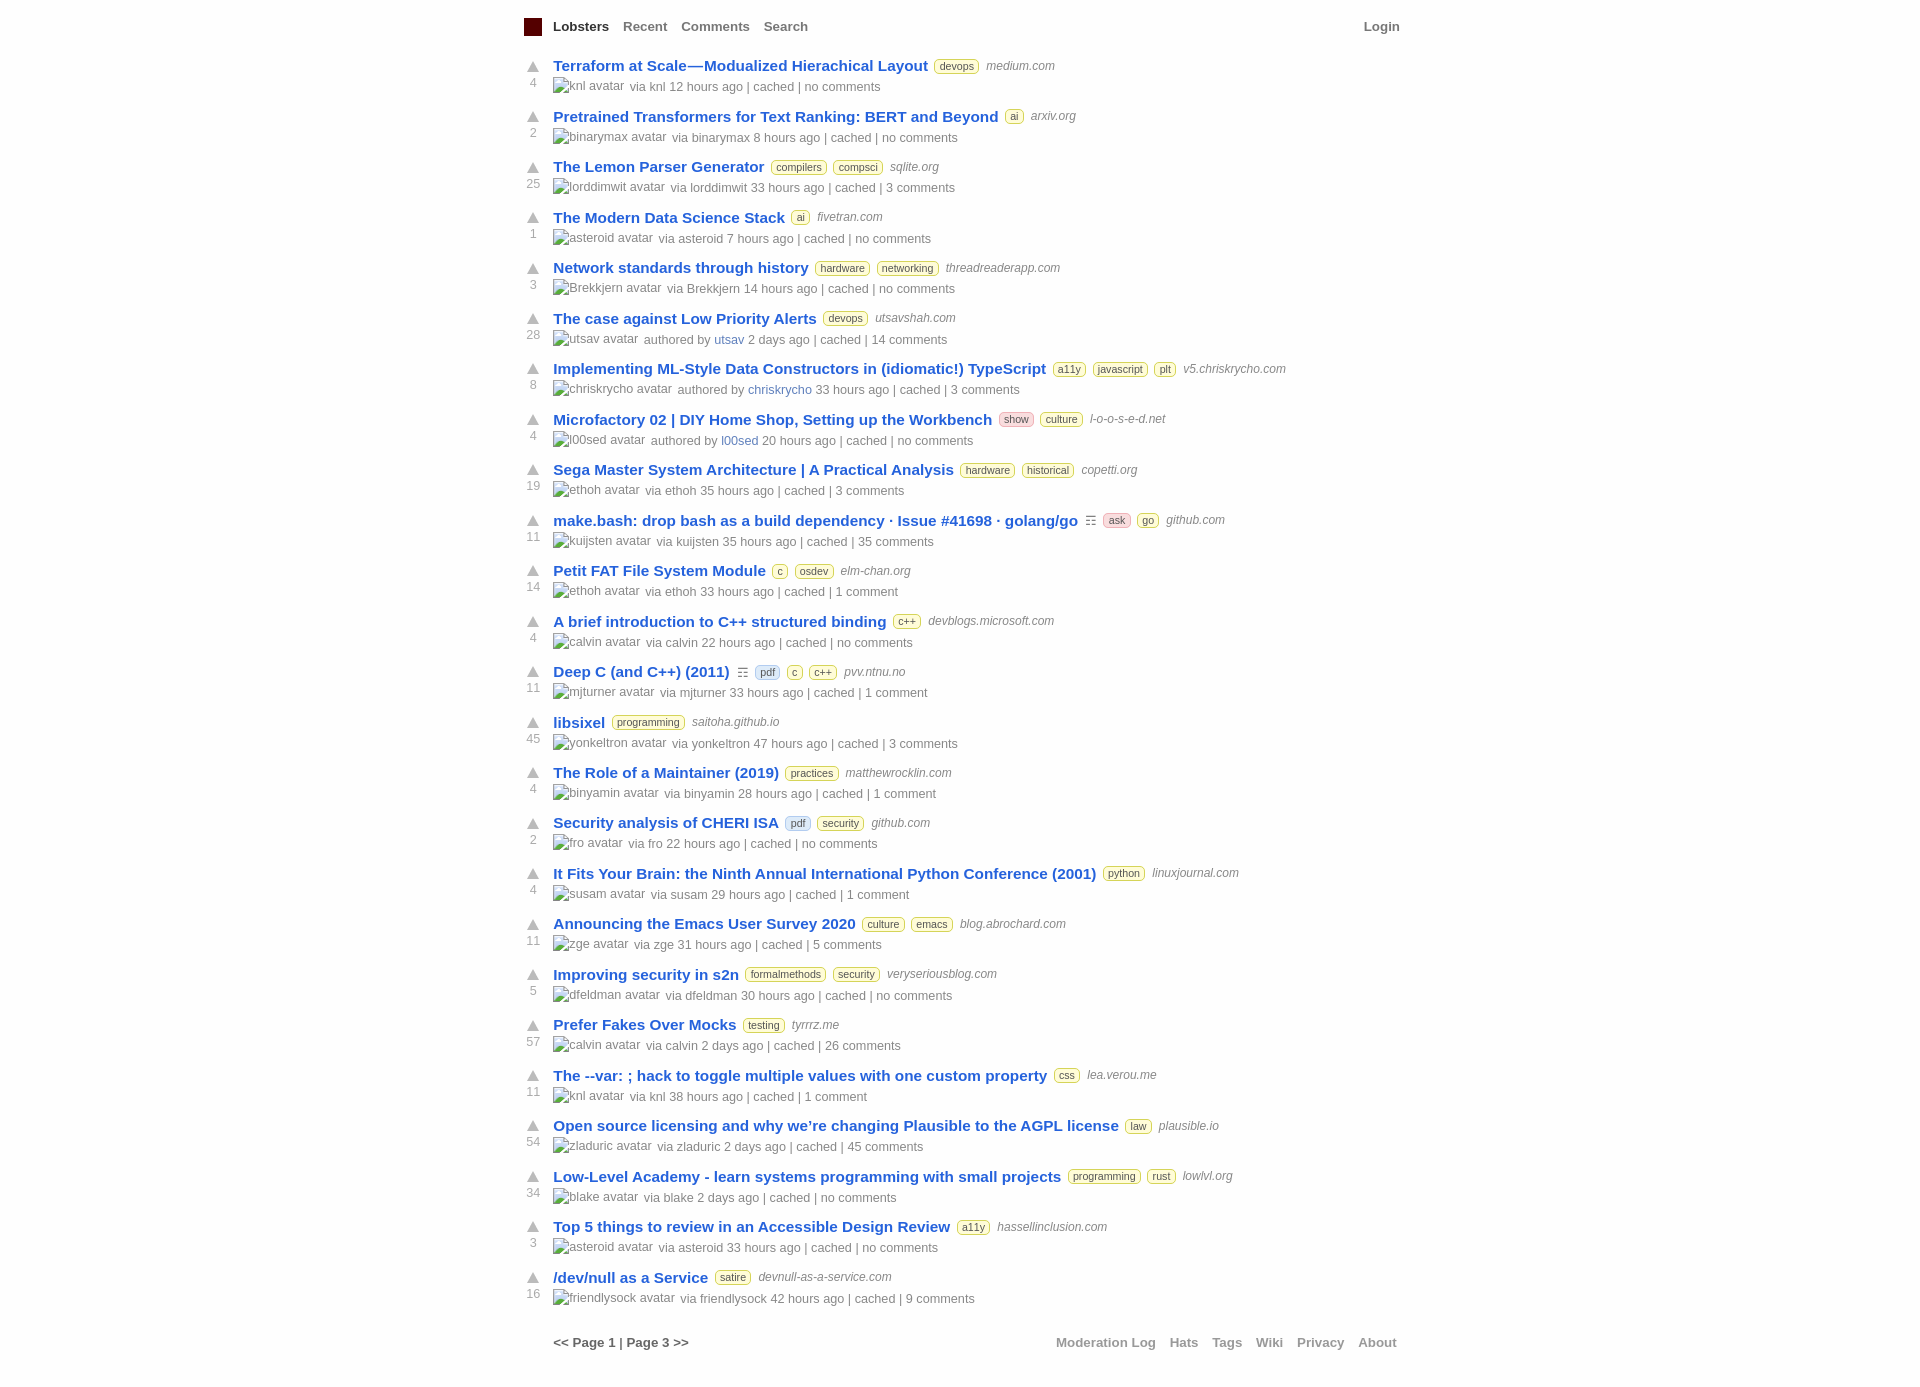 Lobsters Recent Comments Search Login
Terraform at Scale—Modualized Hierachical Layout devops medium.com
4
knl avatar via knl 12 hours ago | cached | no comments
Pretrained Transformers for Text Ranking: BERT and Beyond ai arxiv.org
2
binarymax avatar via binarymax 8 hours ago | cached | no comments
The Lemon Parser Generator compilers compsci sqlite.org
25
lorddimwit avatar via lorddimwit 33 hours ago | cached | 3 comments
The Modern Data Science Stack ai fivetran.com
1
asteroid avatar via asteroid 7 hours ago | cached | no comments
Network standards through history hardware networking threadreaderapp.com
3
Brekkjern avatar via Brekkjern 14 hours ago | cached | no comments
The case against Low Priority Alerts devops utsavshah.com
28
utsav avatar authored by utsav 2 days ago | cached | 14 comments
Implementing ML-Style Data Constructors in (idiomatic!) TypeScript a11y javascript plt v5.chriskrycho.com
8
chriskrycho avatar authored by chriskrycho 33 hours ago | cached | 3 comments
Microfactory 02 | DIY Home Shop, Setting up the Workbench show culture l-o-o-s-e-d.net
4
l00sed avatar authored by l00sed 20 hours ago | cached | no comments
Sega Master System Architecture | A Practical Analysis hardware historical copetti.org
19
ethoh avatar via ethoh 35 hours ago | cached | 3 comments
make.bash: drop bash as a build dependency · Issue #41698 · golang/go ☶ ask go github.com
11
kuijsten avatar via kuijsten 35 hours ago | cached | 35 comments
Petit FAT File System Module c osdev elm-chan.org
14
ethoh avatar via ethoh 33 hours ago | cached | 1 comment
A brief introduction to C++ structured binding c++ devblogs.microsoft.com
4
calvin avatar via calvin 22 hours ago | cached | no comments
Deep C (and C++) (2011) ☶ pdf c c++ pvv.ntnu.no
11
mjturner avatar via mjturner 33 hours ago | cached | 1 comment
libsixel programming saitoha.github.io
45
yonkeltron avatar via yonkeltron 47 hours ago | cached | 3 comments
The Role of a Maintainer (2019) practices matthewrocklin.com
4
binyamin avatar via binyamin 28 hours ago | cached | 1 comment
Security analysis of CHERI ISA pdf security github.com
2
fro avatar via fro 22 hours ago | cached | no comments
It Fits Your Brain: the Ninth Annual International Python Conference (2001) python linuxjournal.com
4
susam avatar via susam 29 hours ago | cached | 1 comment
Announcing the Emacs User Survey 2020 culture emacs blog.abrochard.com
11
zge avatar via zge 31 hours ago | cached | 5 comments
Improving security in s2n formalmethods security veryseriousblog.com
5
dfeldman avatar via dfeldman 30 hours ago | cached | no comments
Prefer Fakes Over Mocks testing tyrrrz.me
57
calvin avatar via calvin 2 days ago | cached | 26 comments
The --var: ; hack to toggle multiple values with one custom property css lea.verou.me
11
knl avatar via knl 38 hours ago | cached | 1 comment
Open source licensing and why we’re changing Plausible to the AGPL license law plausible.io
54
zladuric avatar via zladuric 2 days ago | cached | 45 comments
Low-Level Academy - learn systems programming with small projects programming rust lowlvl.org
34
blake avatar via blake 2 days ago | cached | no comments
Top 5 things to review in an Accessible Design Review a11y hassellinclusion.com
3
asteroid avatar via asteroid 33 hours ago | cached | no comments
/dev/null as a Service satire devnull-as-a-service.com
16
friendlysock avatar via friendlysock 42 hours ago | cached | 9 comments
<< Page 1 | Page 3 >> Moderation Log Hats Tags Wiki Privacy About